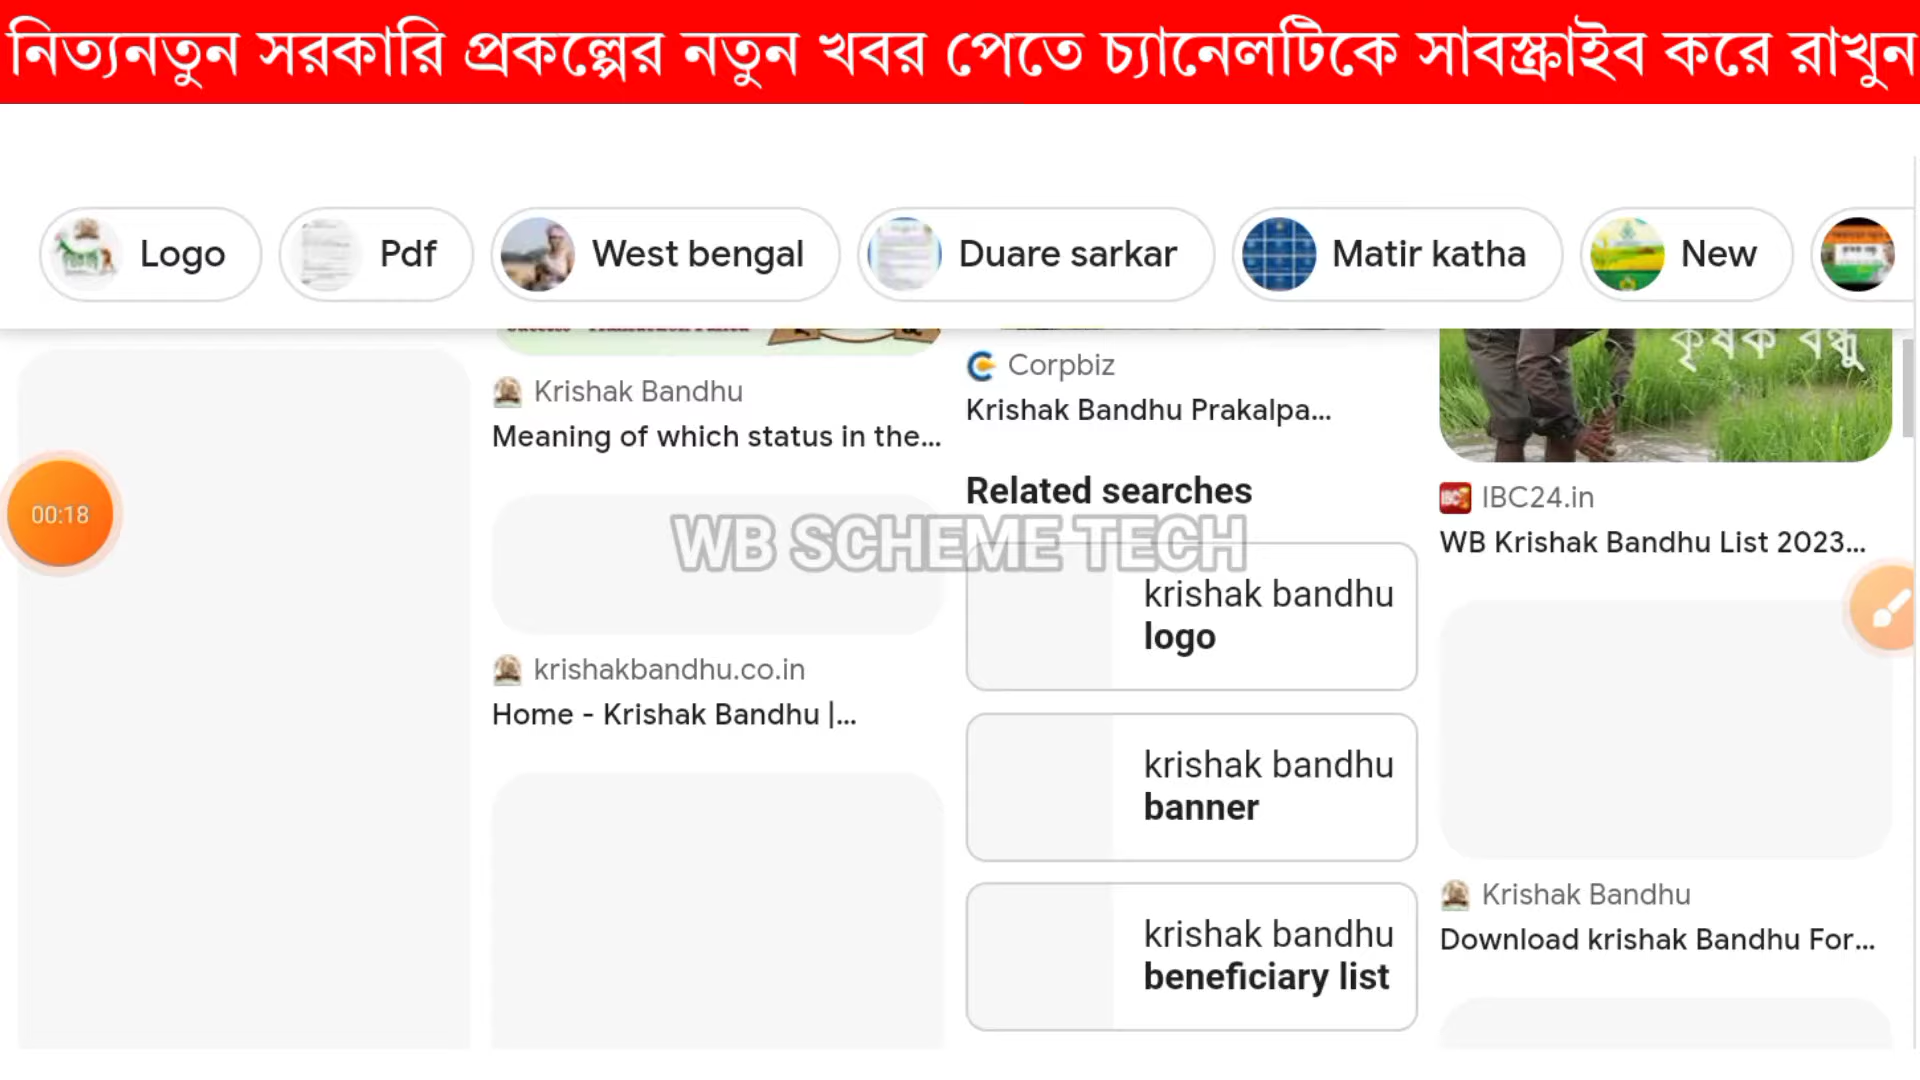 নিত্যনতুন সরকারি প্রকল্পের নতুন খবর পেতে চ্যানেলটিকে সাবস্ক্রাইব করে রাখুন
Logo
Pdf
West bengal
Duare sarkar
Matir katha
New
Krishak Bandhu
Meaning of which status in the...
krishakbandhu.co.in
Home - Krishak Bandhu |...
Corpbiz
Krishak Bandhu Prakalpa...
Related searches
WB SCHEME TECH
krishak bandhu
logo
krishak bandhu
banner
krishak bandhu
beneficiary list
কৃষক বন্ধু
IBC24.in
WB Krishak Bandhu List 2023...
Krishak Bandhu
Download krishak Bandhu For...
00:18